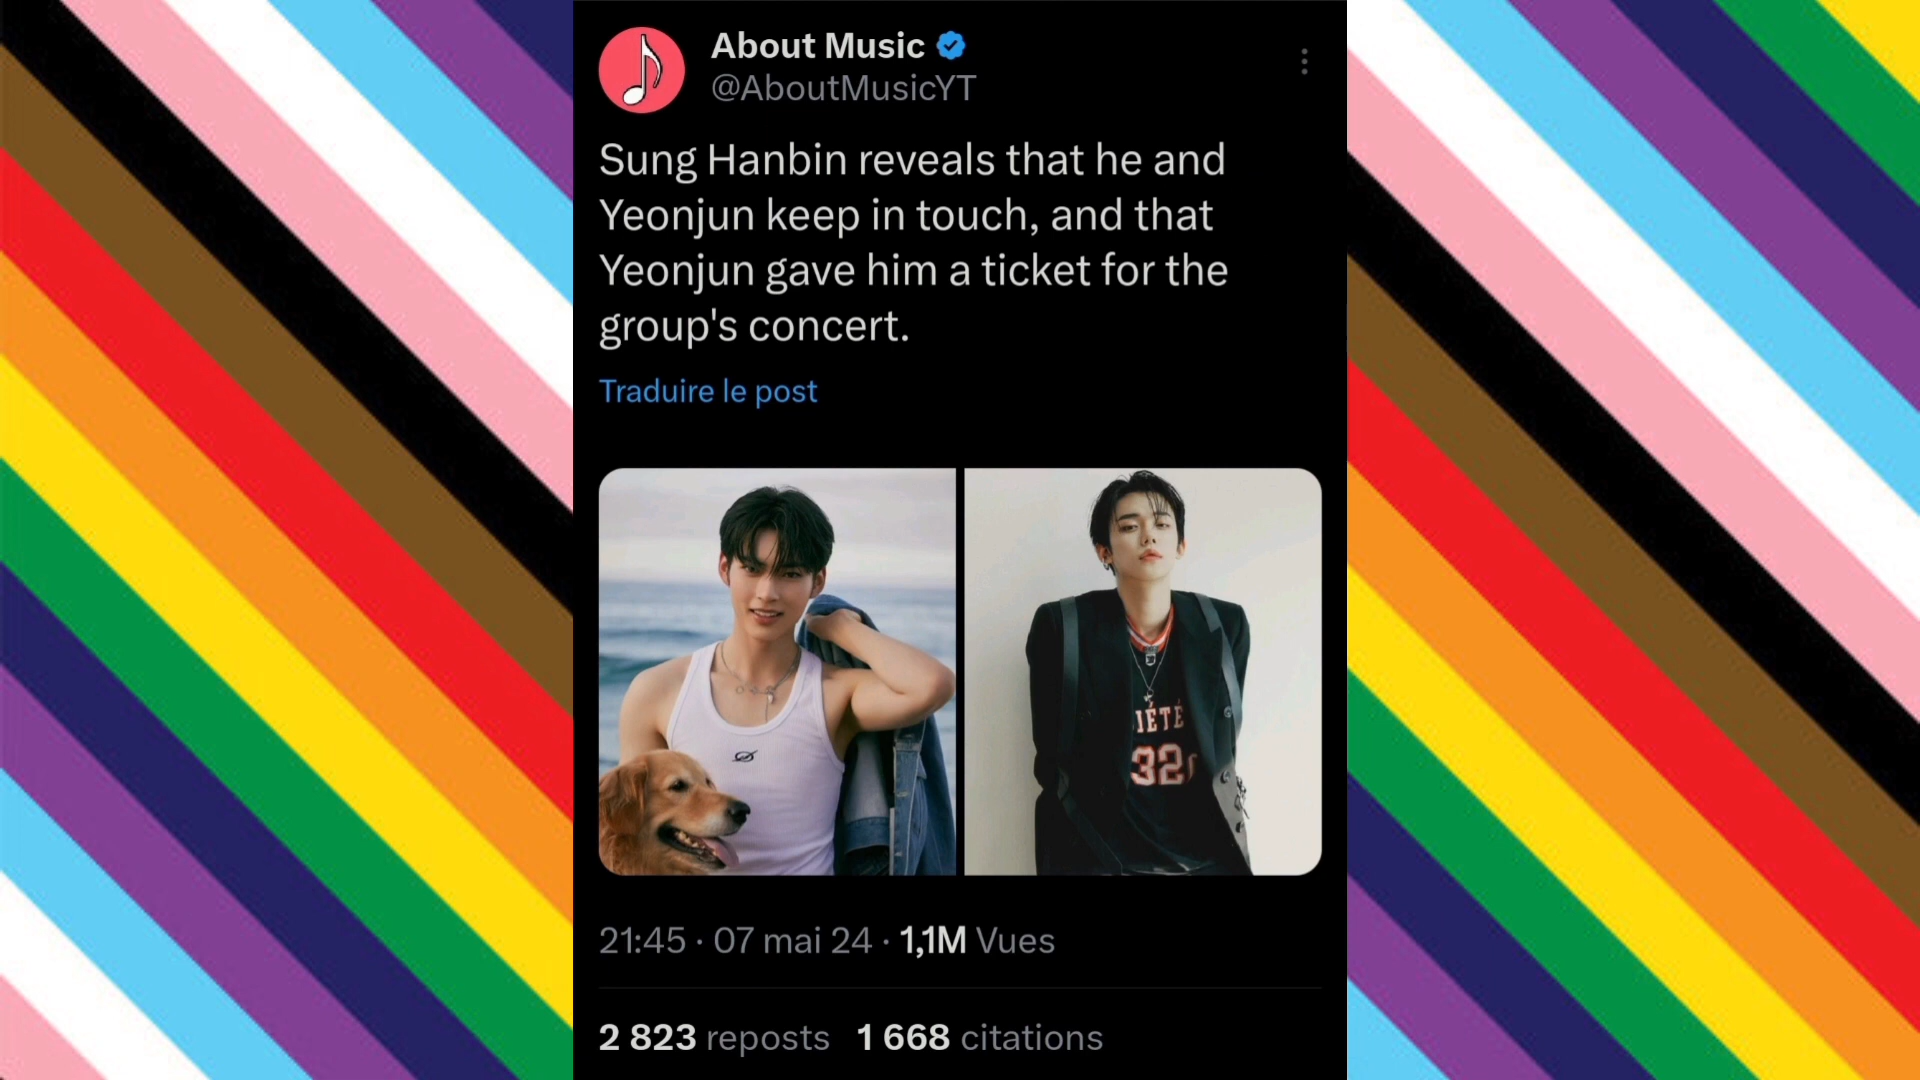 About Music
@AboutMusicYT
Sung Hanbin reveals that he and
Yeonjun keep in touch, and that
Yeonjun gave him a ticket for the
group's concert.
Traduire le post
IÉTÉ
32
21:45 · 07 mai 24 · 1,1M Vues
2 823 reposts 1 668 citations